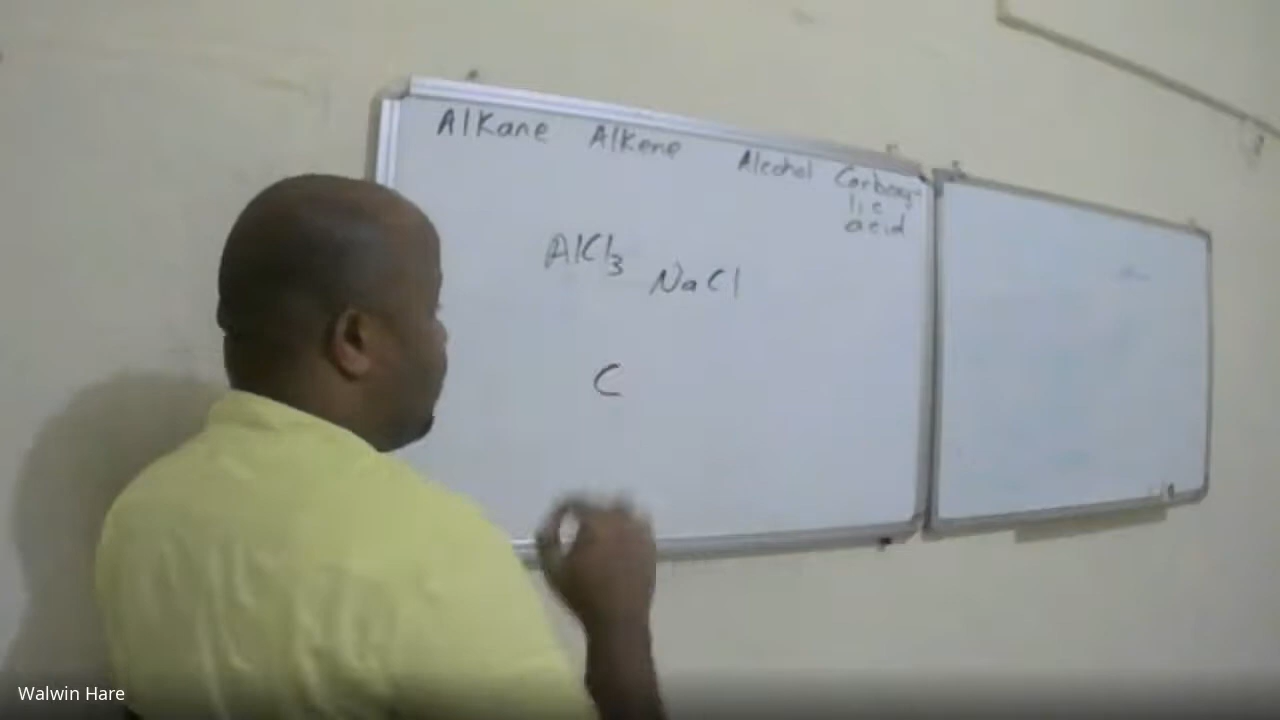 Alkane Alkene Alcohol Carboxy-
lic
acid
AlCl3 NaCl
C
Walwin Hare